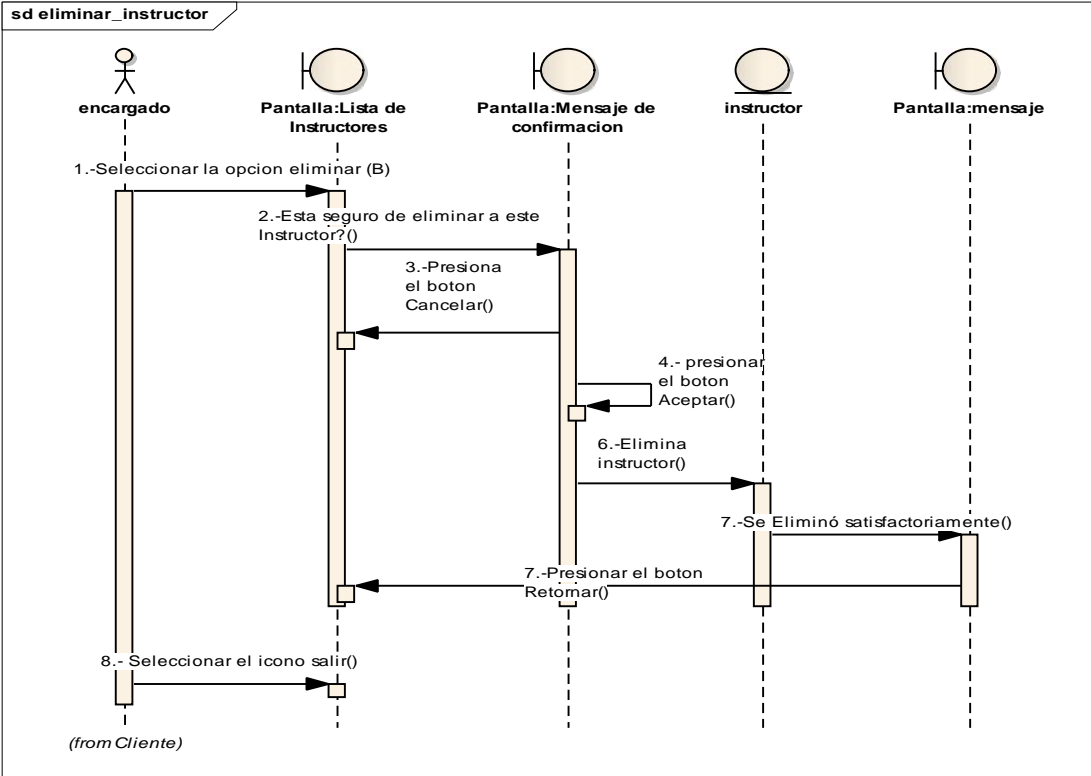 sd eliminar_instructor
encargado
Pantalla:Lista de
Instructores
Pantalla:Mensaje de
confirmacion
instructor
Pantalla:mensaje
1.-Seleccionar la opcion eliminar (B)
2.-Esta seguro de eliminar a este
Instructor?()
3.-Presiona
el boton
Cancelar()
4.- presionar
el boton
Aceptar()
6.-Elimina
instructor()
7.-Se Eliminó satisfactoriamente()
7.-Presionar el boton
Retornar()
8.- Seleccionar el icono salir()
(from Cliente)